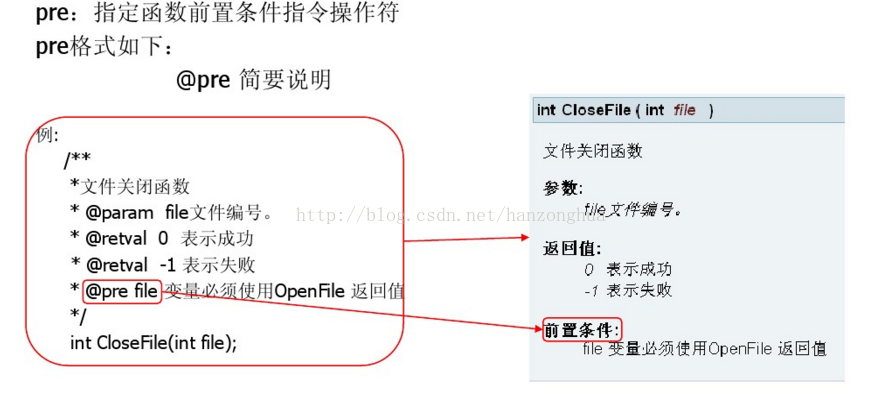 pre：指定函数前置条件指令操作符
pre格式如下：
@pre 简要说明
例:
/**
*文件关闭函数
* @param file文件编号。
* @retval 0 表示成功
* @retval -1 表示失败
* @pre file 变量必须使用OpenFile 返回值
*/
int CloseFile(int file);
http://blog.csdn.net/hanzonghua
int CloseFile ( int file )
文件关闭函数
参数:
file文件编号。
返回值:
0 表示成功
-1 表示失败
前置条件:
file 变量必须使用OpenFile 返回值